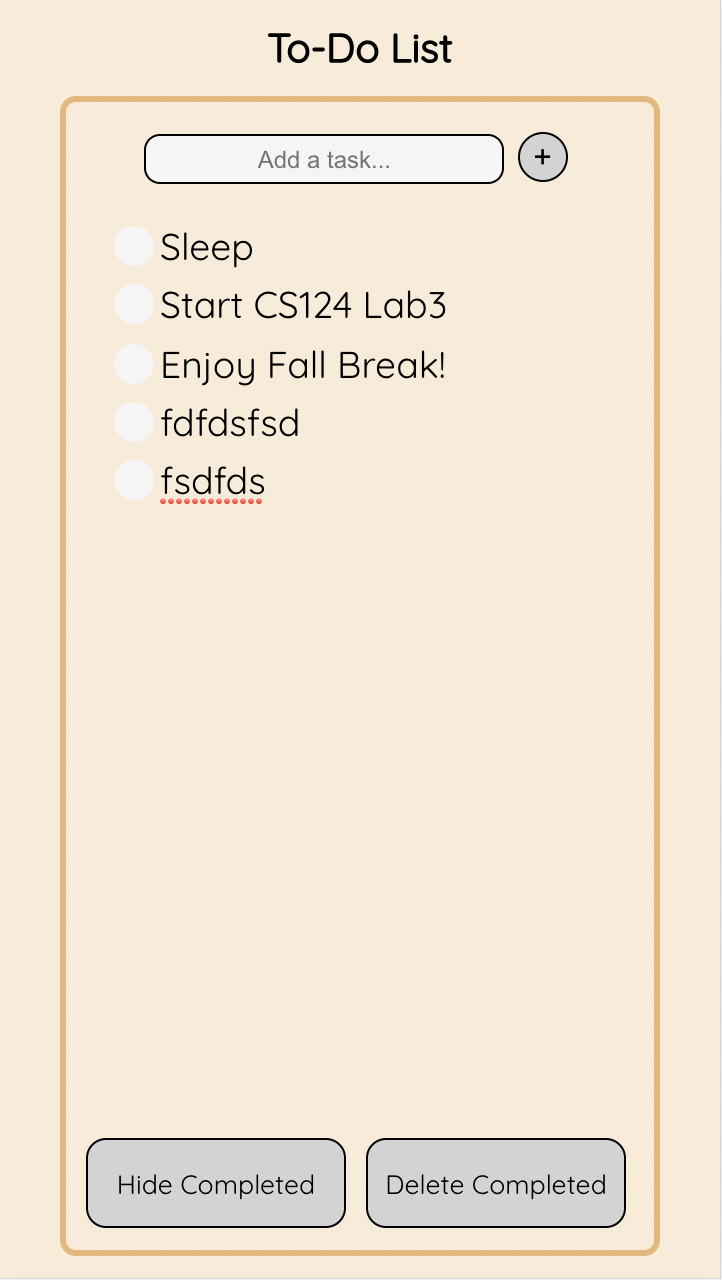 To-Do List
Add a task...
+
Sleep
Start CS124 Lab3
Enjoy Fall Break!
fdfdsfsd
fsdfds
Hide Completed
Delete Completed